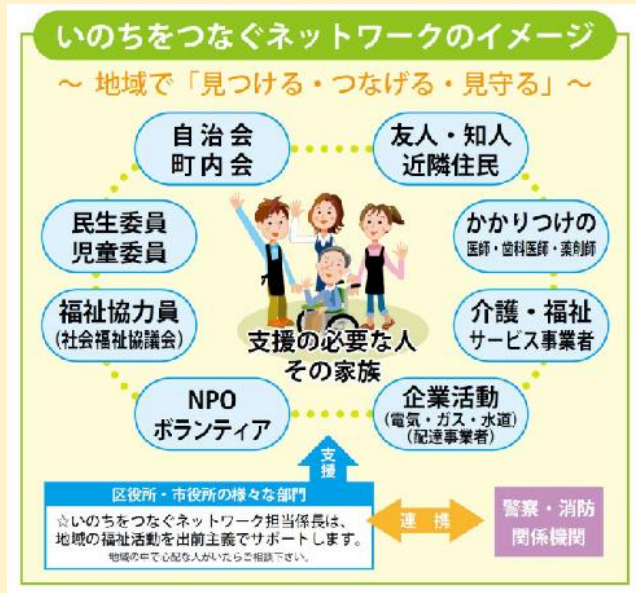 いのちをつなぐネットワークのイメージ
～ 地域で「見つける・つなげる・見守る」～
自治会
町内会
友人・知人
近隣住民
民生委員
児童委員
かかりつけの
医師・歯科医師・薬剤師
福祉協力員
(社会福祉協議会)
介護・福祉
サービス事業者
支援の必要な人
その家族
NPO
ボランティア
企業活動
(電気・ガス・水道)
(配達事業者)
支援
区役所・市役所の様々な部門
☆いのちをつなぐネットワーク担当係長は、
地域の福祉活動を出前主義でサポートします。
地域の中で心配な人がいたらご相談下さい。
連携
警察・消防
関係機関